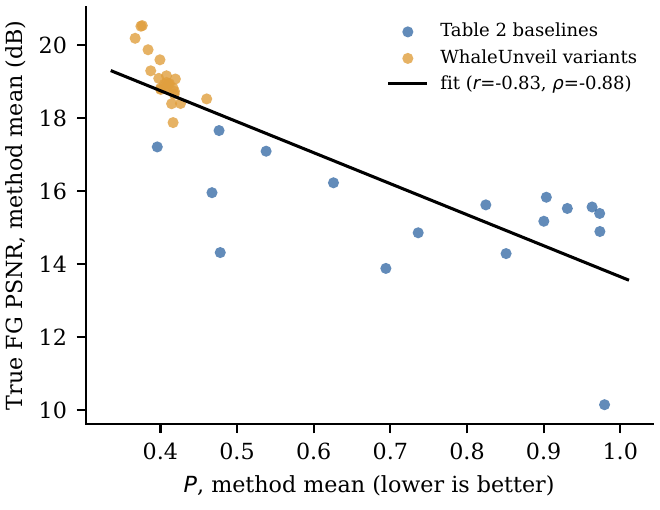 Table 2 baselines
WhaleUnveil variants
fit (r=-0.83, ρ=-0.88)
True FG PSNR, method mean (dB)
20
18
16
14
12
10
0.4 0.5 0.6 0.7 0.8 0.9 1.0
P, method mean (lower is better)